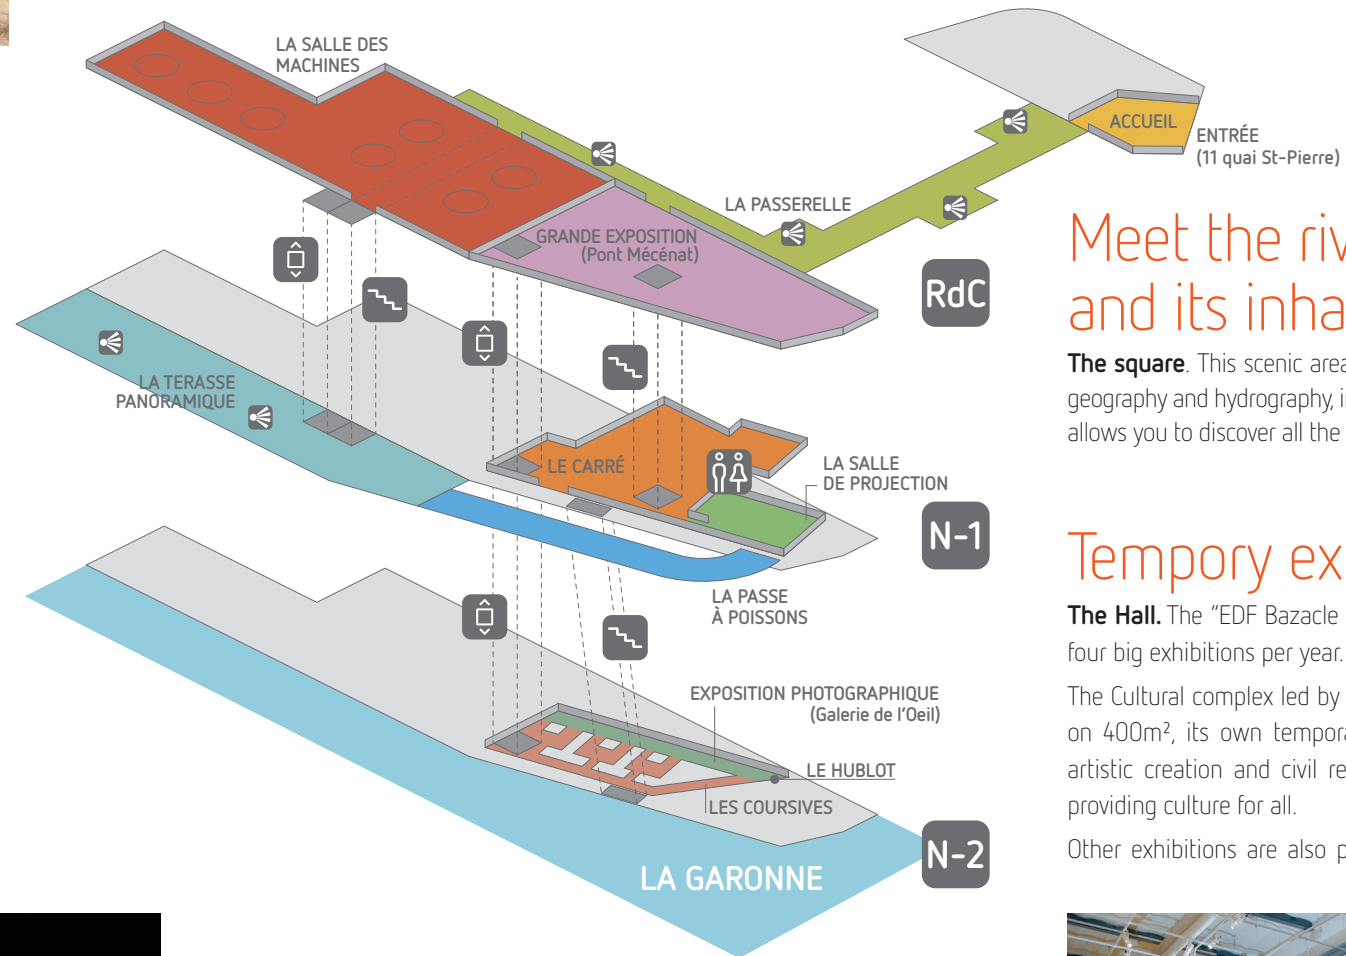 LA SALLE DES
MACHINES
ACCUEIL
ENTRÉE
(11 quai St-Pierre)
LA PASSERELLE
GRANDE EXPOSITION
(Pont Mécénat)
RdC
LA TERASSE
PANORAMIQUE
LE CARRÉ
LA SALLE
DE PROJECTION
N-1
LA PASSE
À POISSONS
EXPOSITION PHOTOGRAPHIQUE
(Galerie de l'Oeil)
LE HUBLOT
LES COURSIVES
N-2
LA GARONNE
Meet the riv
and its inha
The square. This scenic area
geography and hydrography, i
allows you to discover all the
Tempory ex
The Hall. The "EDF Bazacle
four big exhibitions per year.
The Cultural complex led by
on 400m², its own tempora
artistic creation and civil re
providing culture for all.
Other exhibitions are also p